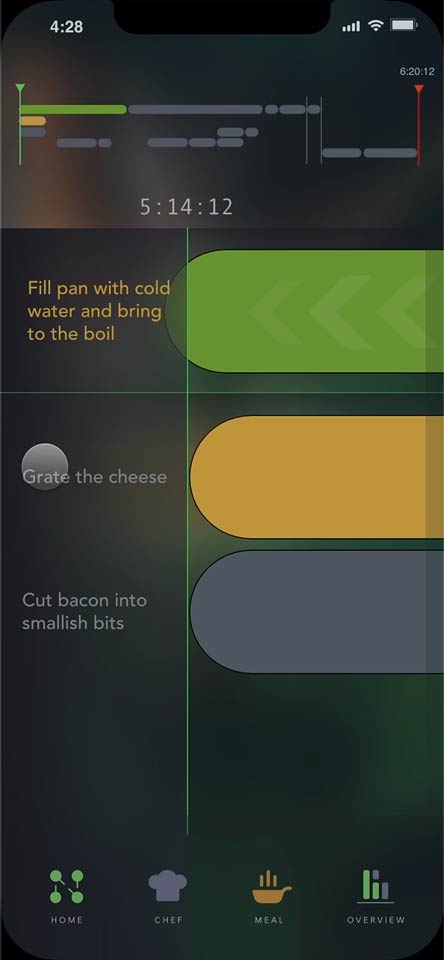 4:28
6:20:12
5:14:12
Fill pan with cold
water and bring
to the boil
Grate the cheese
Cut bacon into
smallish bits
HOME
CHEF
MEAL
OVERVIEW